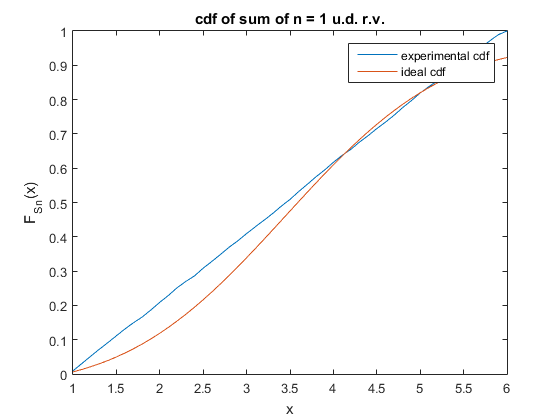 cdf of sum of n = 1 u.d. r.v.
experimental cdf
ideal cdf
1
0.9
0.8
0.7
0.6
0.5
0.4
0.3
0.2
0.1
0
F_Sn(x)
1 1.5 2 2.5 3 3.5 4 4.5 5 5.5 6
x